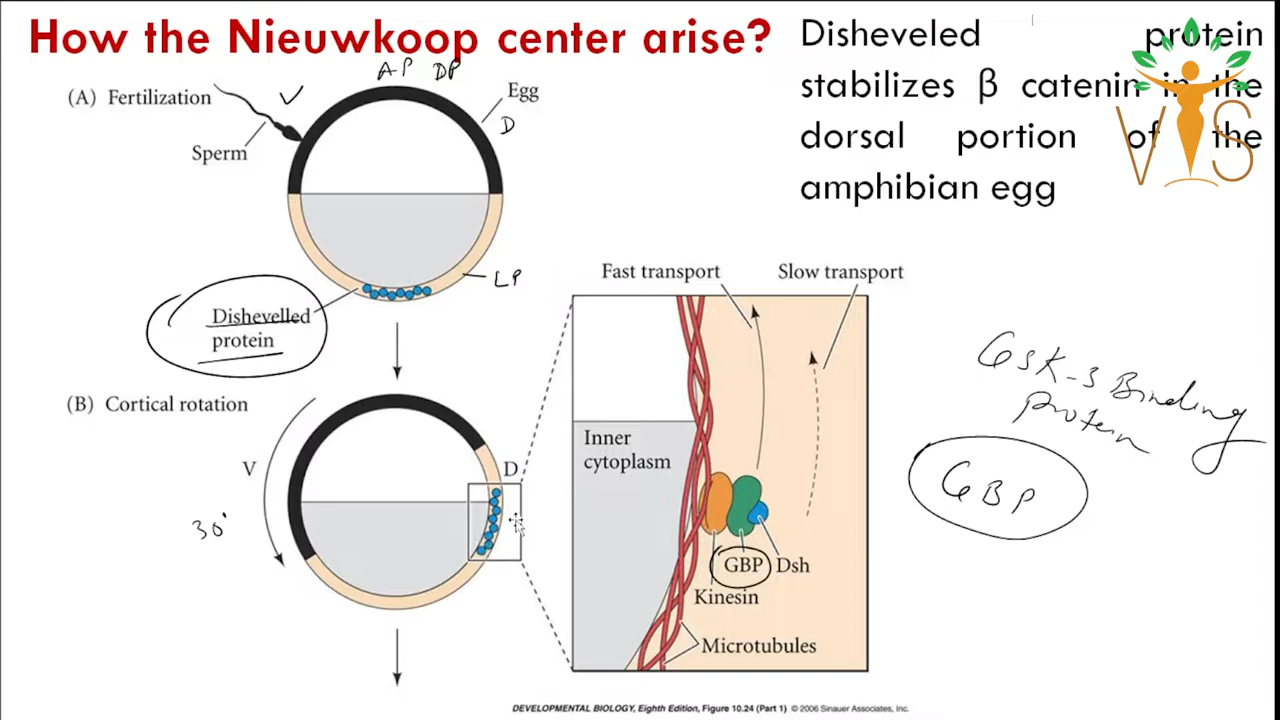 How the Nieuwkoop center arise?
Disheveled protein
stabilizes β catenin in the
dorsal portion of the
amphibian egg
VS
AP DP
(A) Fertilization
V
Egg
D
Sperm
LP
Dishevelled
protein
(B) Cortical rotation
V
D
30°
Fast transport
Slow transport
Inner
cytoplasm
GBP
Dsh
Kinesin
Microtubules
GSK-3 Binding
Protein
GBP
DEVELOPMENTAL BIOLOGY, Eighth Edition, Figure 10.24 (Part 1) © 2006 Sinauer Associates, Inc.